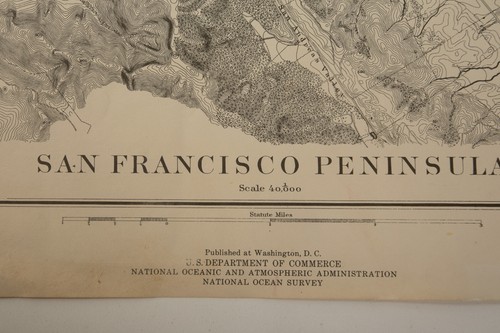 SAN FRANCISCO PENINSULA
Scale 40,000
Statute Miles
Published at Washington, D. C.
U.S. DEPARTMENT OF COMMERCE
NATIONAL OCEANIC AND ATMOSPHERIC ADMINISTRATION
NATIONAL OCEAN SURVEY